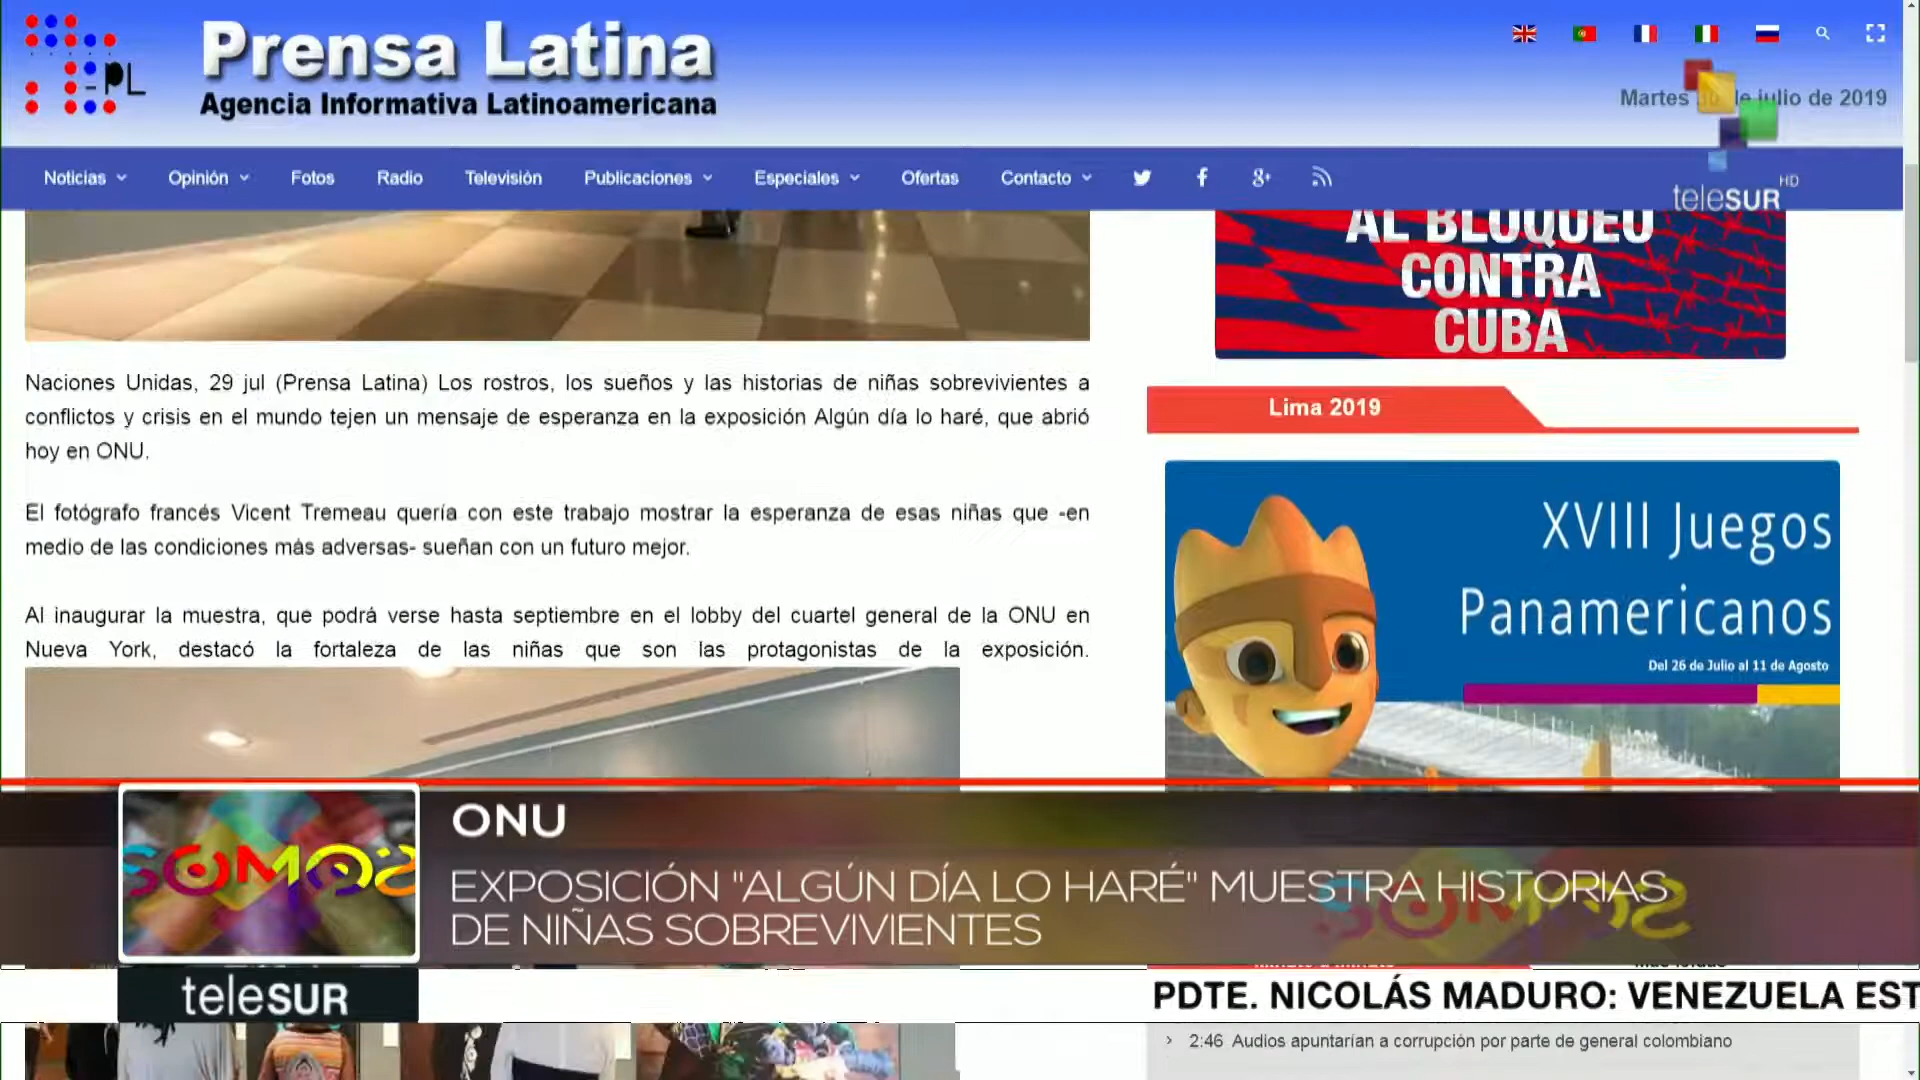 Prensa Latina
Agencia Informativa Latinoamericana
PL
Martes 30 de julio de 2019
Noticias Opinión Fotos Radio Televisión Publicaciones Especiales Ofertas Contacto
teleSUR HD
AL BLOQUEO
CONTRA
CUBA
Naciones Unidas, 29 jul (Prensa Latina) Los rostros, los sueños y las historias de niñas sobrevivientes a
conflictos y crisis en el mundo tejen un mensaje de esperanza en la exposición Algún día lo haré, que abrió
hoy en ONU.
El fotógrafo francés Vicent Tremeau quería con este trabajo mostrar la esperanza de esas niñas que -en
medio de las condiciones más adversas- sueñan con un futuro mejor.
Al inaugurar la muestra, que podrá verse hasta septiembre en el lobby del cuartel general de la ONU en
Nueva York, destacó la fortaleza de las niñas que son las protagonistas de la exposición.
Lima 2019
XVIII Juegos
Panamericanos
Del 26 de Julio al 11 de Agosto
SOMOS
ONU
EXPOSICIÓN "ALGÚN DÍA LO HARÉ" MUESTRA HISTORIAS
DE NIÑAS SOBREVIVIENTES
SOMOS
teleSUR
PDTE. NICOLÁS MADURO: VENEZUELA EST
2:46 Audios apuntarían a corrupción por parte de general colombiano